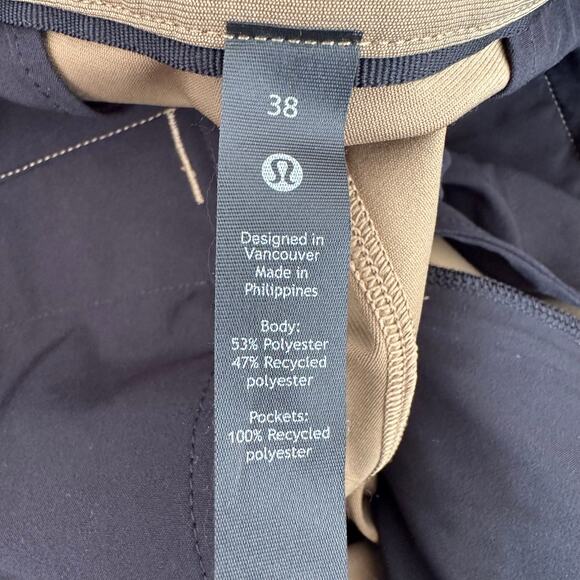 38
Designed in
Vancouver
Made in
Philippines
Body:
53% Polyester
47% Recycled
polyester
Pockets:
100% Recycled
polyester